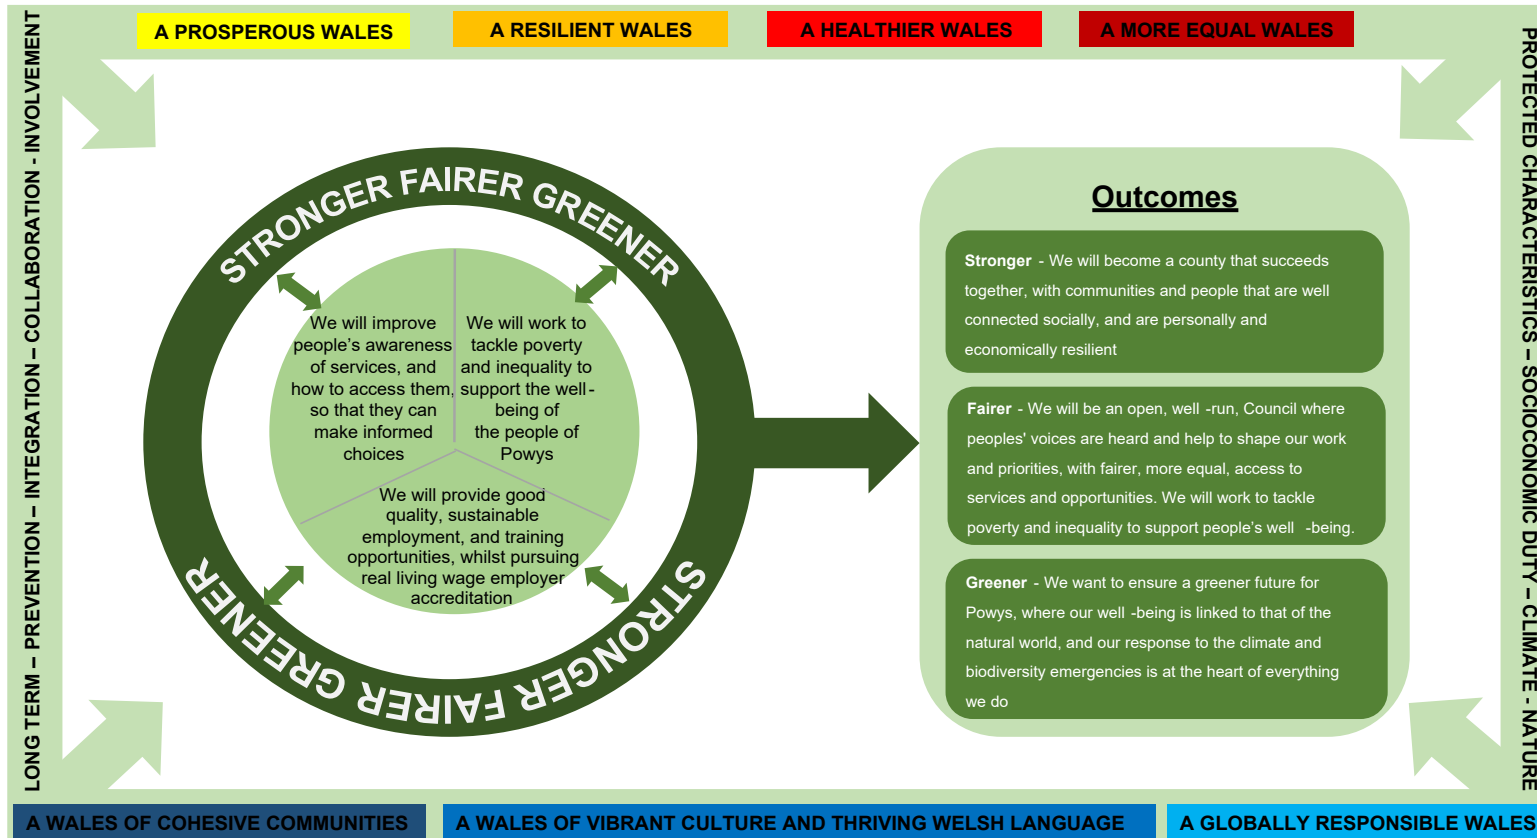 A PROSPEROUS WALES
A RESILIENT WALES
A HEALTHIER WALES
A MORE EQUAL WALES
LONG TERM – PREVENTION – INTEGRATION – COLLABORATION - INVOLVEMENT
PROTECTED CHARACTERISTICS – SOCIOECONOMIC DUTY – CLIMATE - NATURE
STRONGER FAIRER GREENER
We will improve
people's awareness
of services, and
how to access them,
so that they can
make informed
choices
We will work to
tackle poverty
and inequality to
support the well-
being of
the people of
Powys
We will provide good
quality, sustainable
employment, and training
opportunities, whilst pursuing
real living wage employer
accreditation
STRONGER FAIRER GREENER
Outcomes
Stronger - We will become a county that succeeds
together, with communities and people that are well
connected socially, and are personally and
economically resilient
Fairer - We will be an open, well -run, Council where
peoples' voices are heard and help to shape our work
and priorities, with fairer, more equal, access to
services and opportunities. We will work to tackle
poverty and inequality to support people's well -being.
Greener - We want to ensure a greener future for
Powys, where our well -being is linked to that of the
natural world, and our response to the climate and
biodiversity emergencies is at the heart of everything
we do
A WALES OF COHESIVE COMMUNITIES
A WALES OF VIBRANT CULTURE AND THRIVING WELSH LANGUAGE
A GLOBALLY RESPONSIBLE WALES